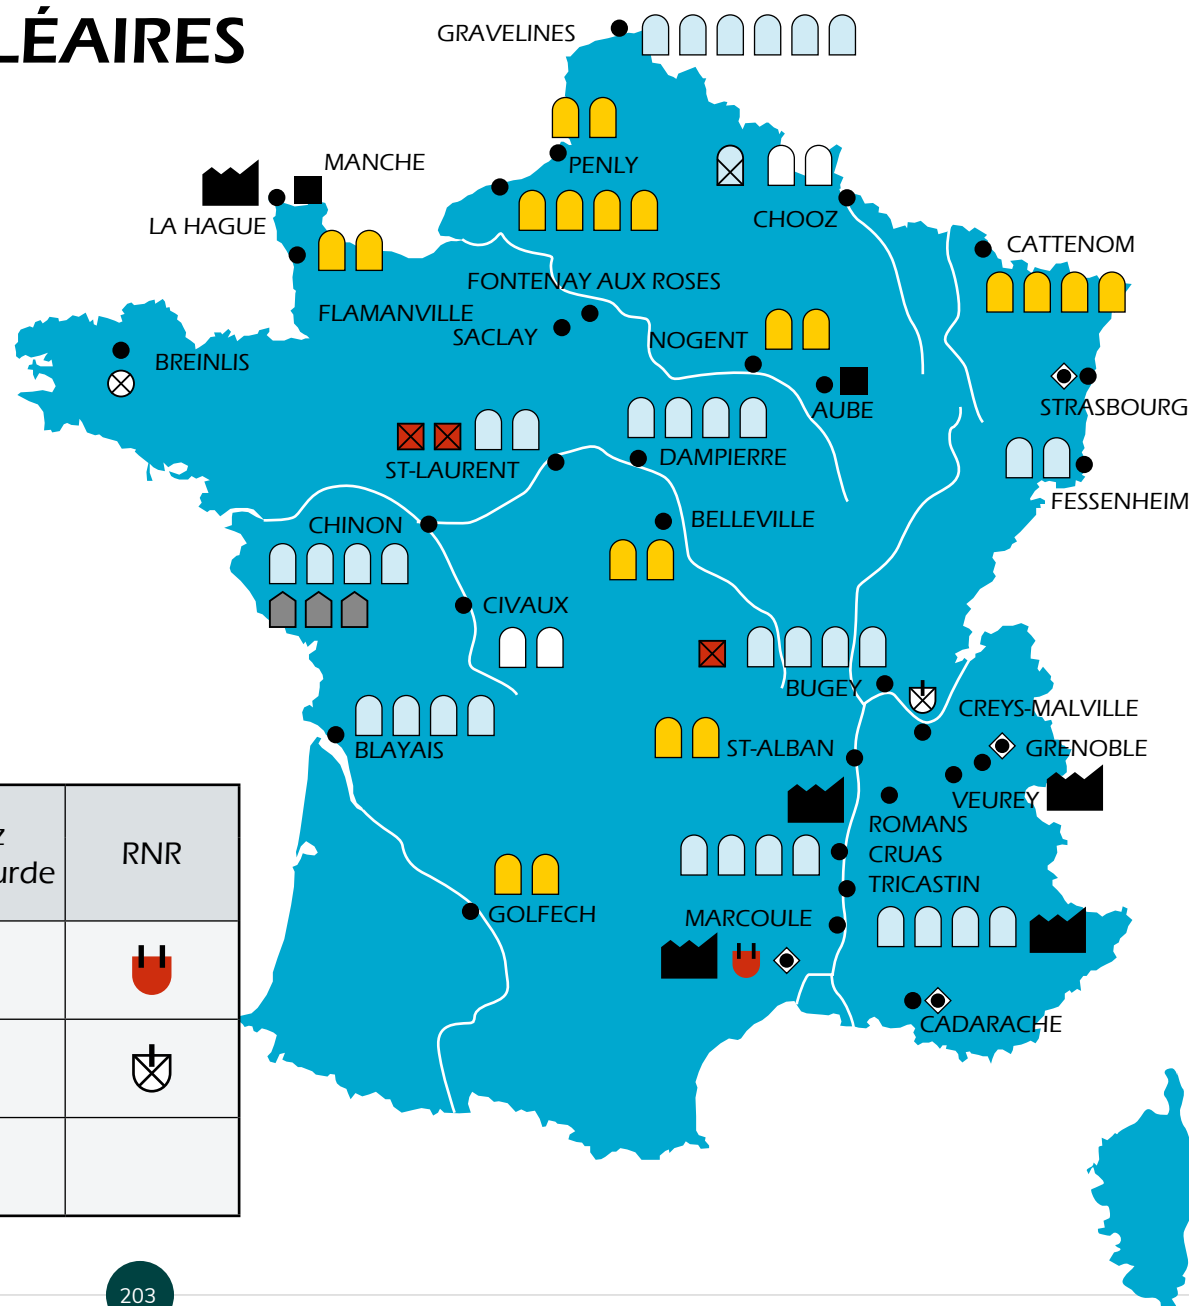 LÉAIRES
GRAVELINES
MANCHE
PENLY
LA HAGUE
CHOOZ
CATTENOM
FONTENAY AUX ROSES
FLAMANVILLE
SACLAY
NOGENT
BREINLIS
AUBE
STRASBOURG
ST-LAURENT
DAMPIERRE
FESSENHEIM
CHINON
BELLEVILLE
CIVAUX
BUGEY
CREYS-MALVILLE
BLAYAIS
ST-ALBAN
GRENOBLE
VEUREY
ROMANS
CRUAS
TRICASTIN
GOLFECH
MARCOULE
CADARACHE
z
urde
RNR
203